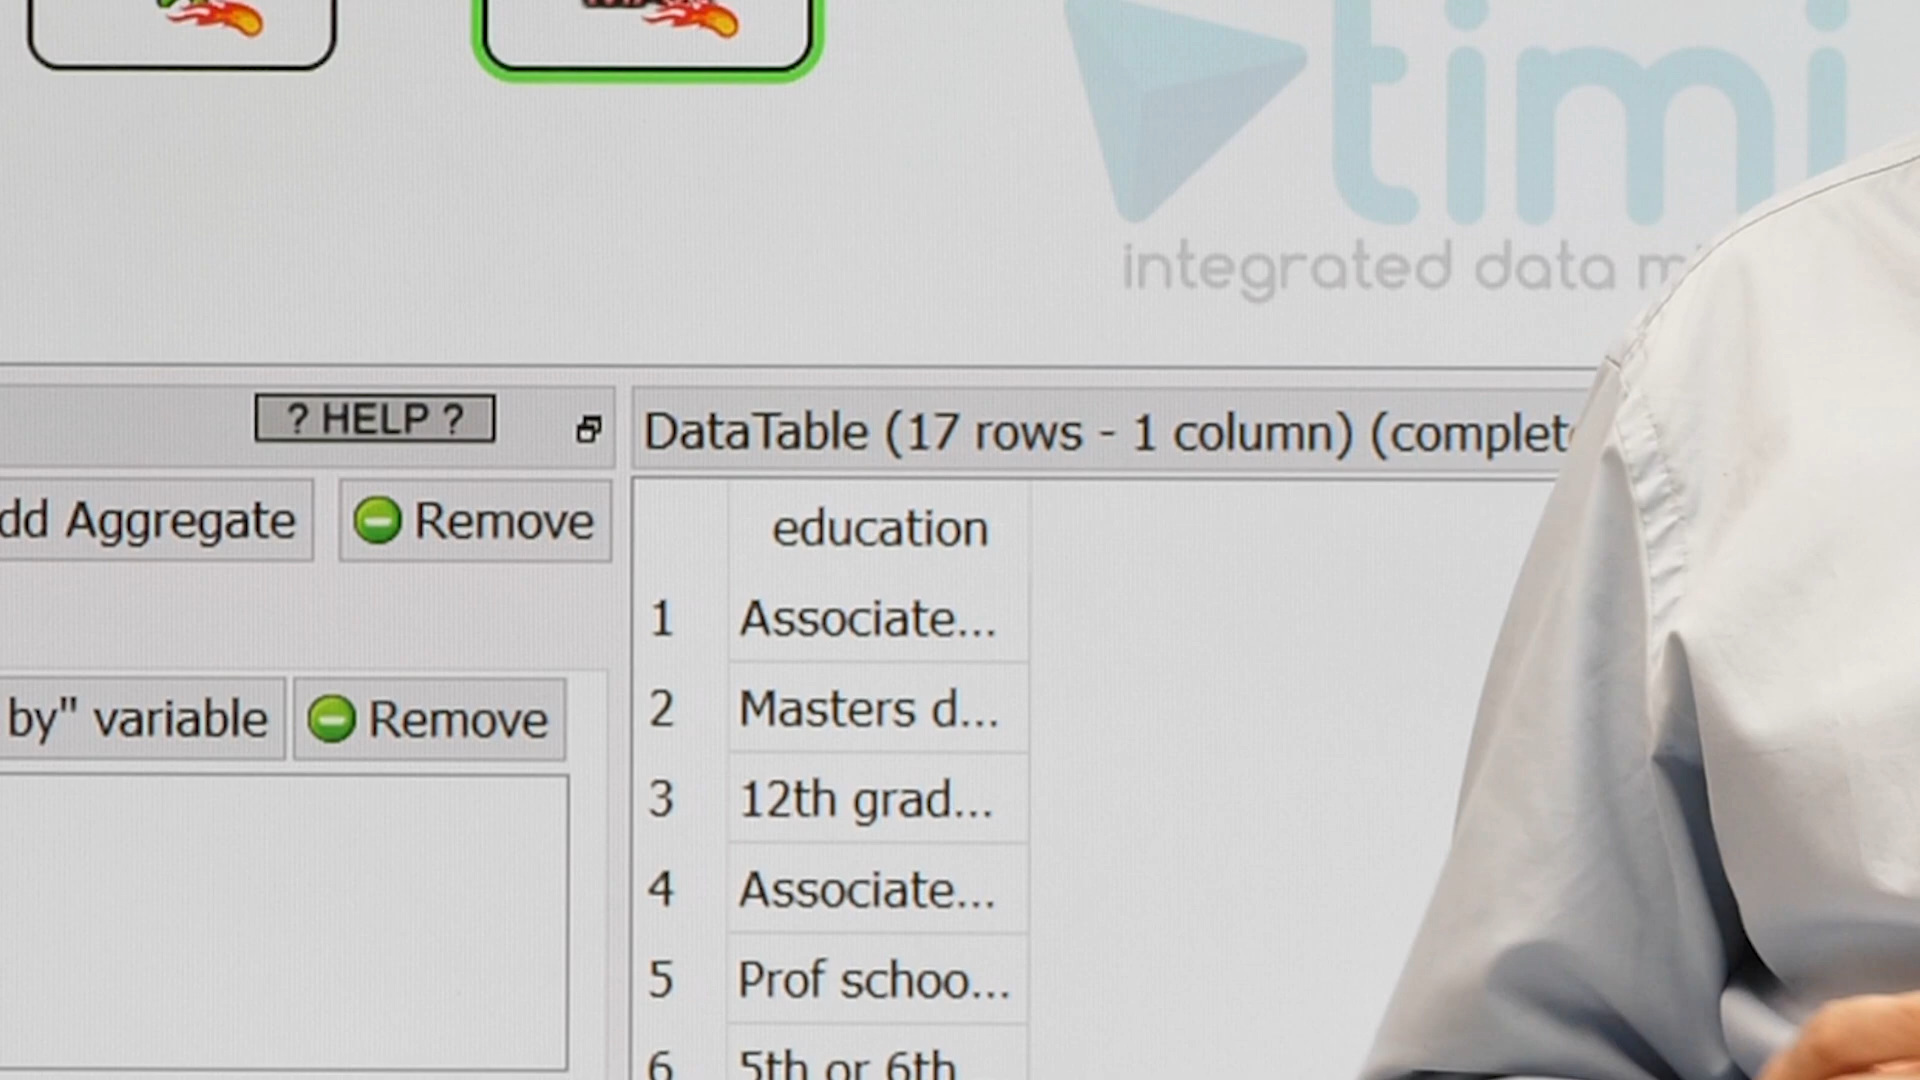 timi
integrated data m
? HELP ?
DataTable (17 rows - 1 column) (complet
dd Aggregate
Remove
education
1 Associate...
2 Masters d...
by" variable
Remove
3 12th grad...
4 Associate...
5 Prof schoo...
6 5th or 6th